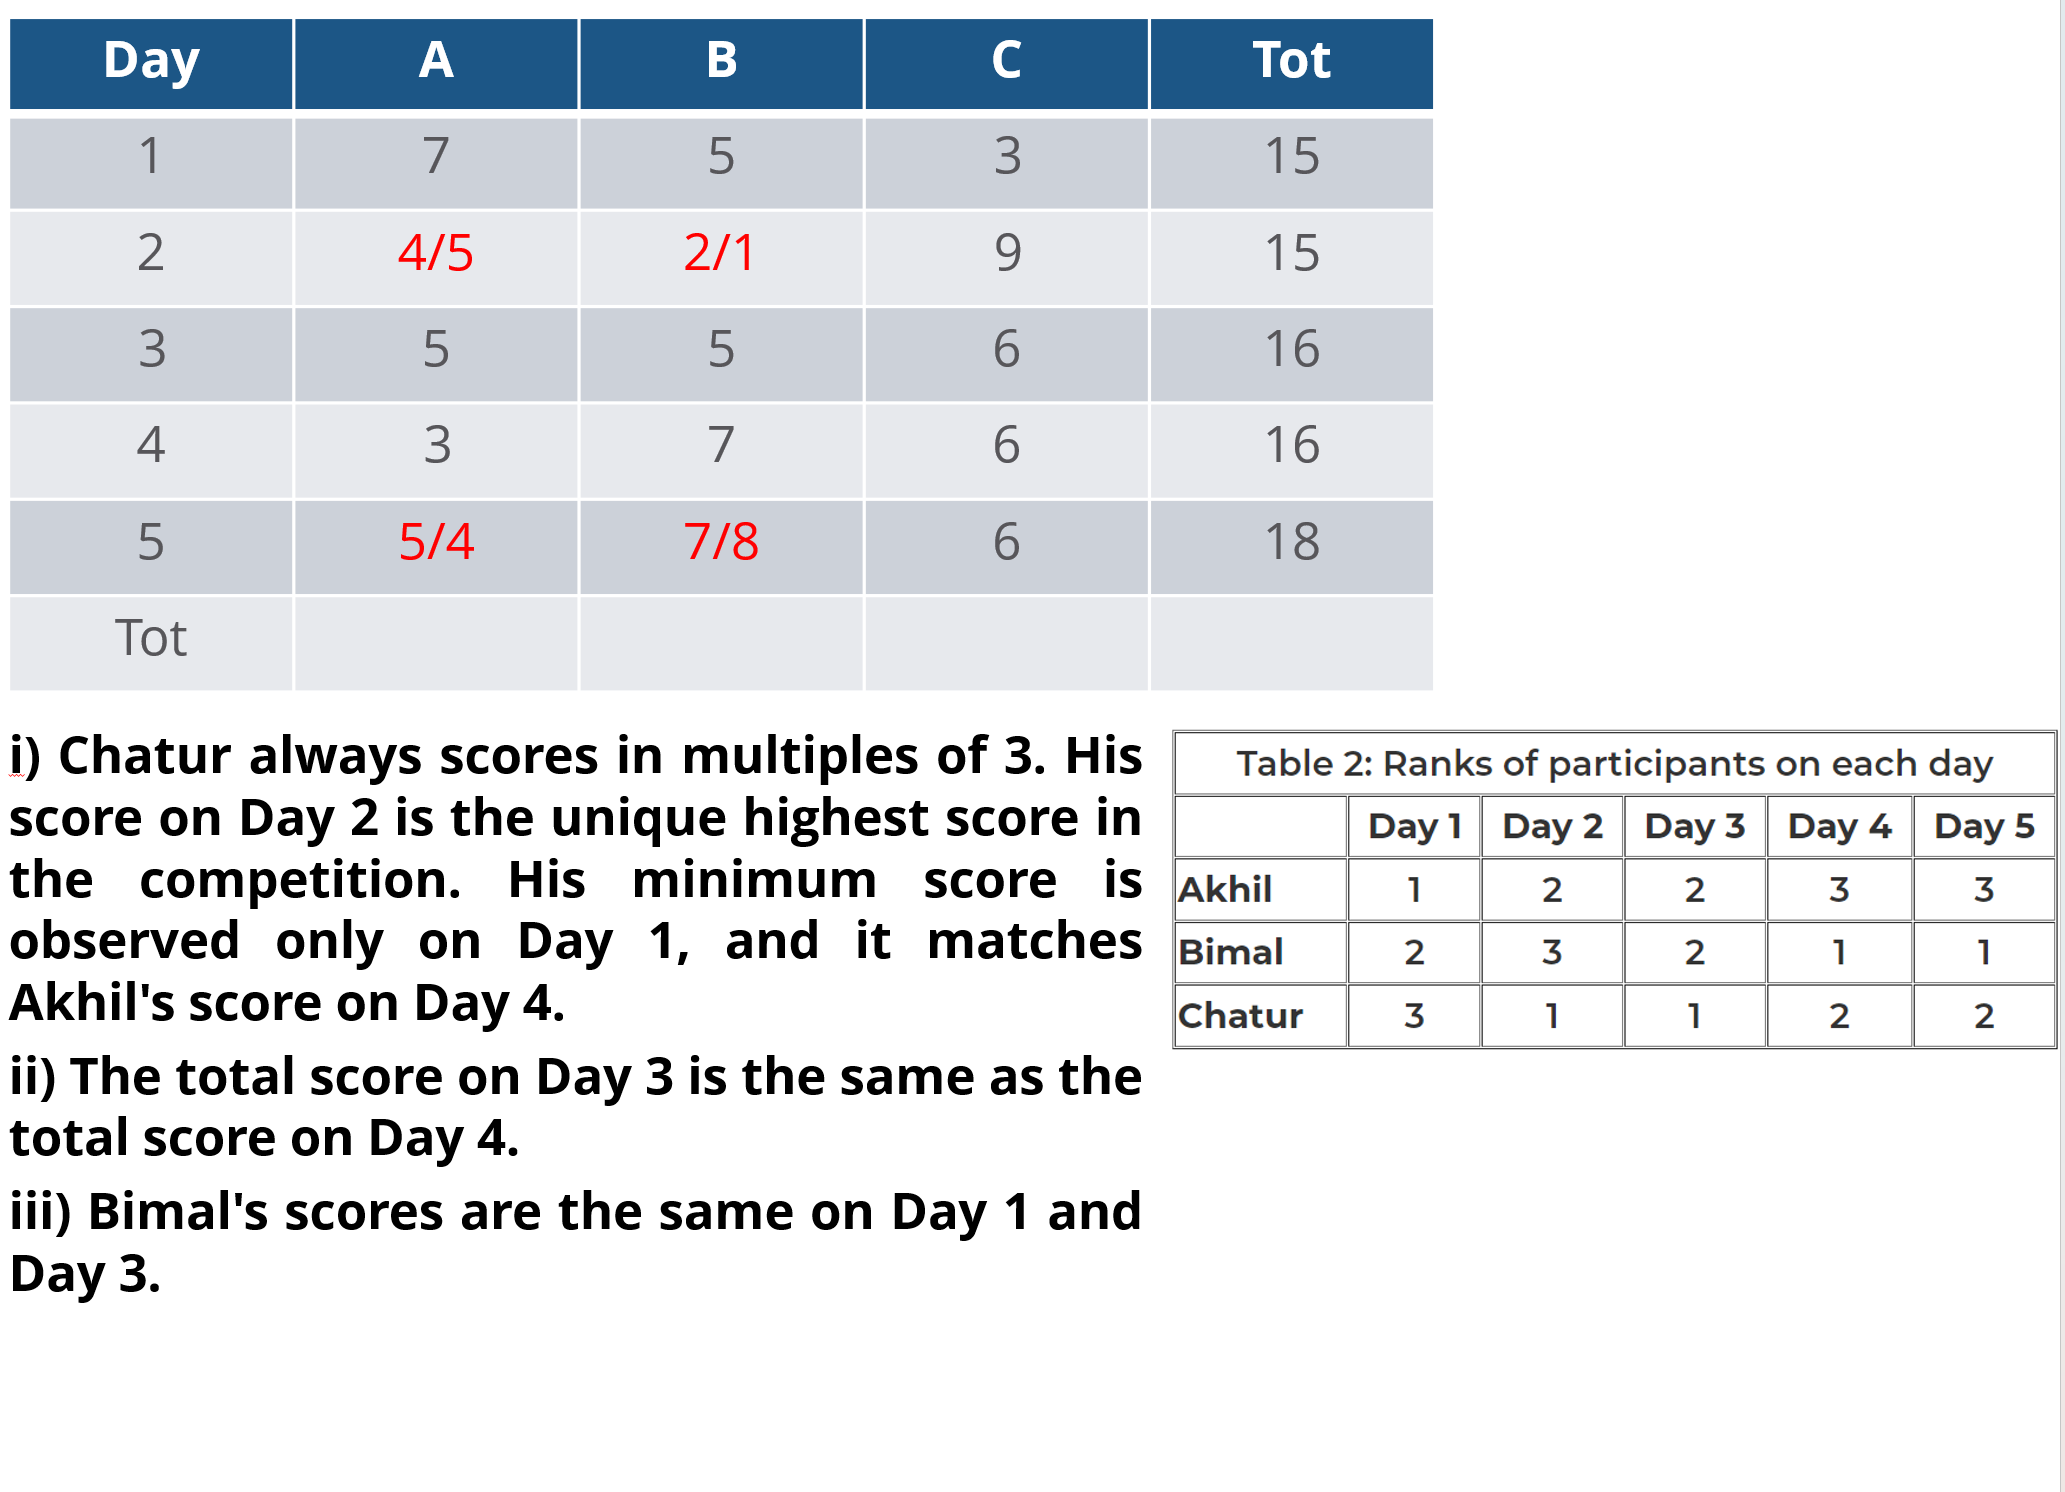 Day A B C Tot
1 7 5 3 15
2 4/5 2/1 9 15
3 5 5 6 16
4 3 7 6 16
5 5/4 7/8 6 18
Tot
i) Chatur always scores in multiples of 3. His
score on Day 2 is the unique highest score in
the competition. His minimum score is
observed only on Day 1, and it matches
Akhil's score on Day 4.
ii) The total score on Day 3 is the same as the
total score on Day 4.
iii) Bimal's scores are the same on Day 1 and
Day 3.
Table 2: Ranks of participants on each day
Day 1 Day 2 Day 3 Day 4 Day 5
Akhil 1 2 2 3 3
Bimal 2 3 2 1 1
Chatur 3 1 1 2 2